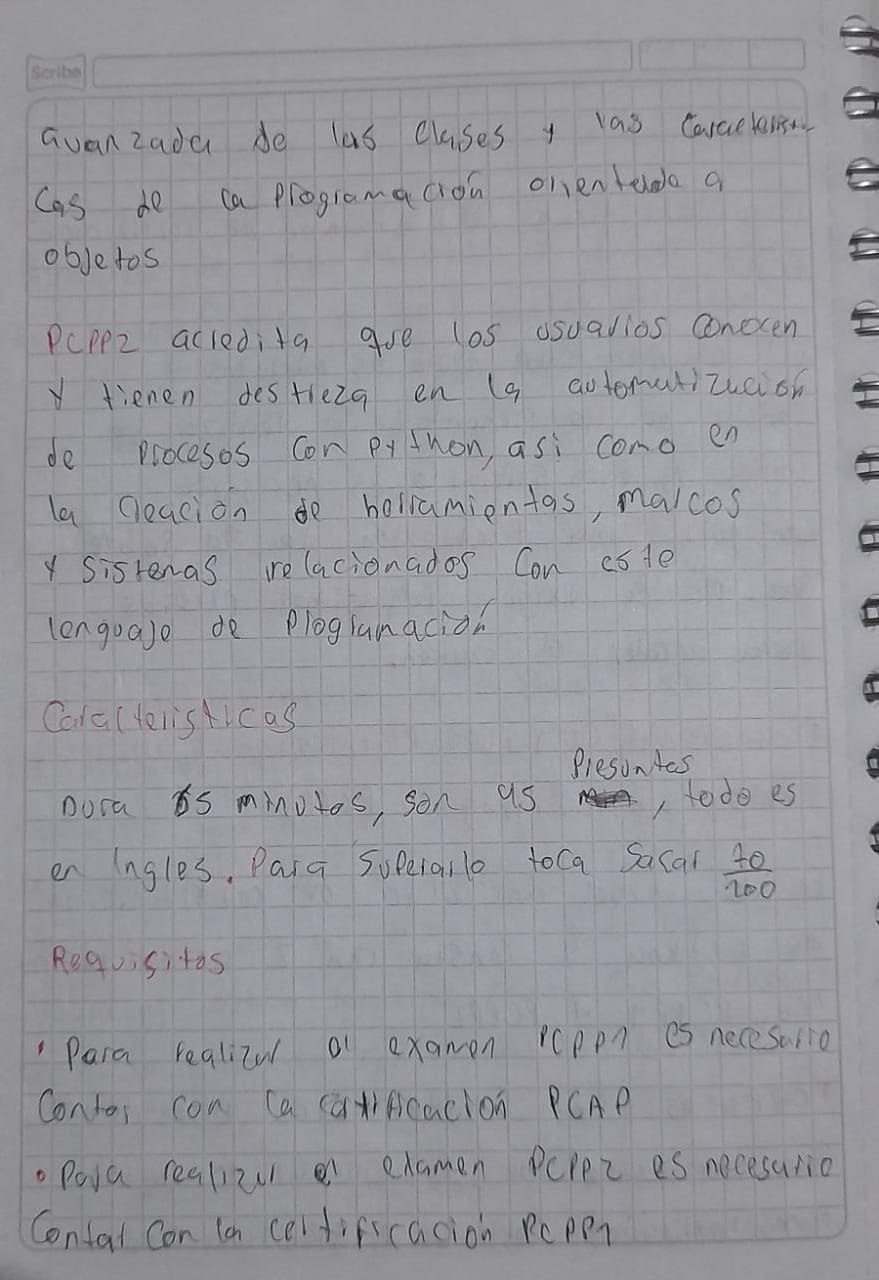 Scribe
avanzada de las clases y las caracterist-
cas de la programación orientada a
objetos
PCPP2 acredita que los usuarios conocen
y tienen destreza en la automatización
de procesos con python, asi como en
la creación de herramientas, marcos
y sistemas relacionados con este
lenguaje de programación
Caracteristicas
Dura 65 minutos, son 45 preguntas, todo es
en ingles. Para superarlo toca sacar 70/100
Requisitos
• Para realizar el examen PCPP1 es necesario
contar con la certificación PCAP
• Para realizar el examen PCPP2 es necesario
contar con la certificación PCPP1